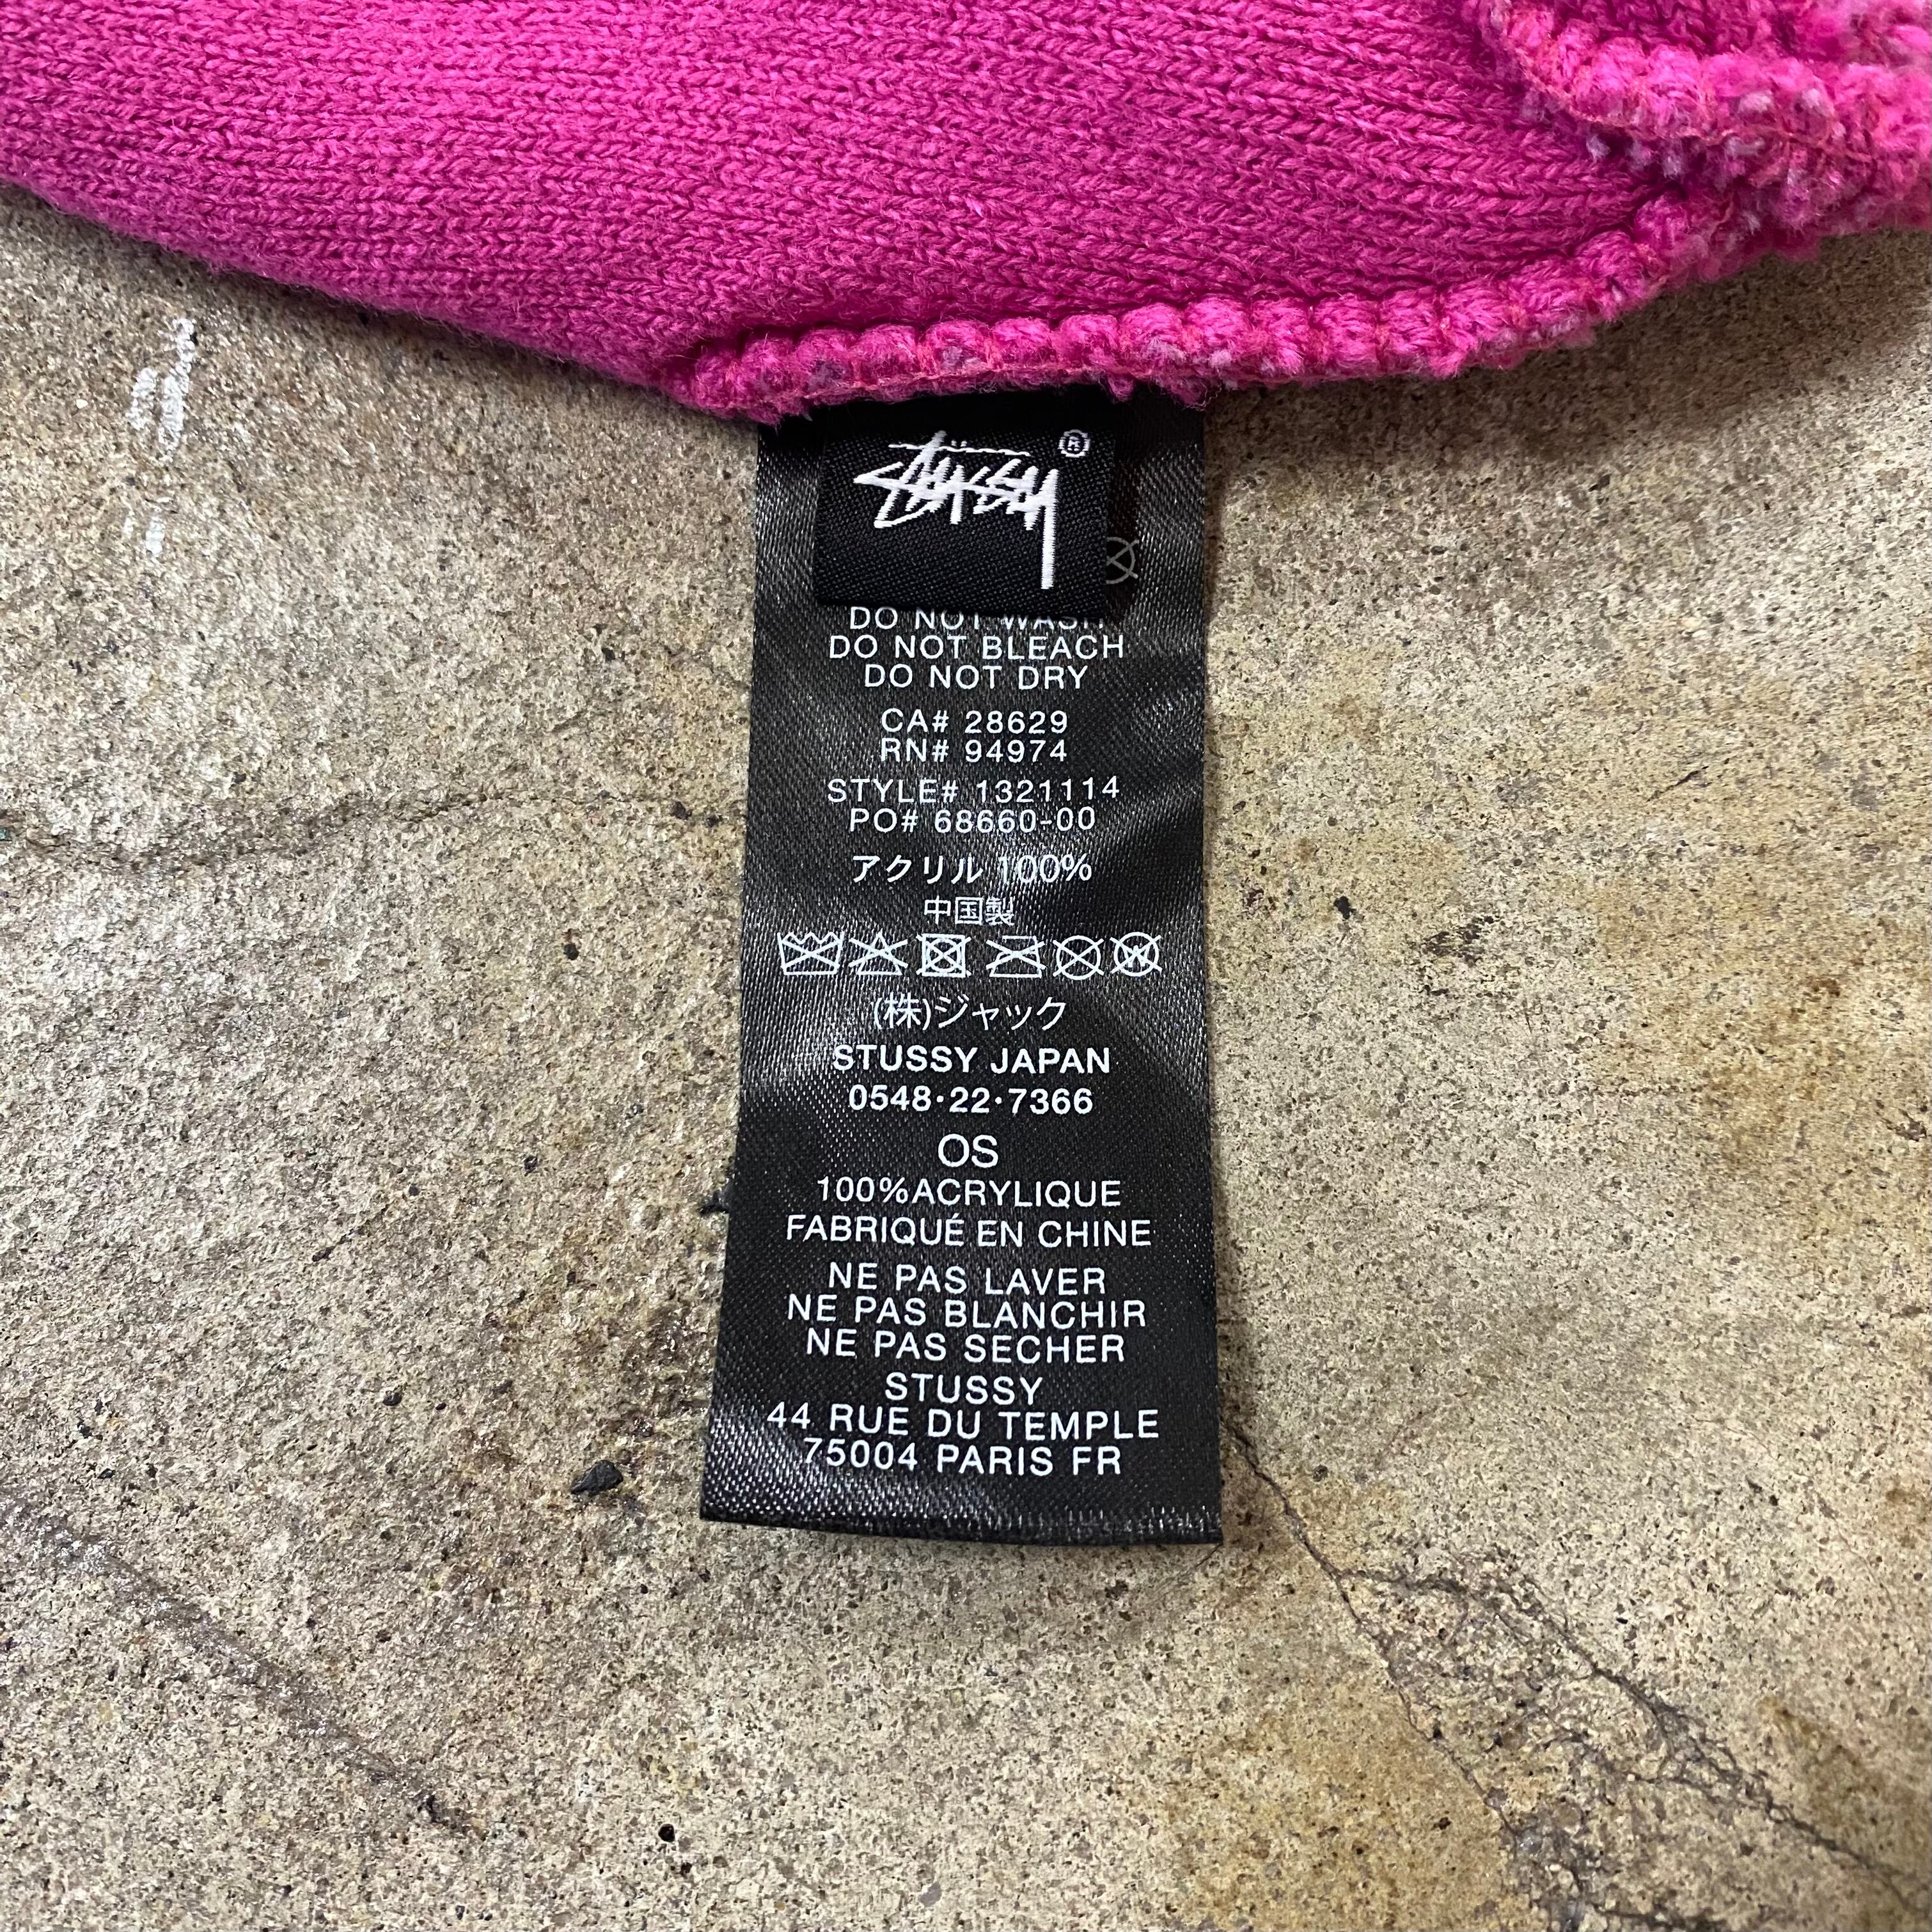 Stüssy ®
DO NOT WASH
DO NOT BLEACH
DO NOT DRY
CA# 28629
RN# 94974
STYLE# 1321114
PO# 68660-00
アクリル 100%
中国製
(株)ジャック
STUSSY JAPAN
0548·22·7366
OS
100%ACRYLIQUE
FABRIQUÉ EN CHINE
NE PAS LAVER
NE PAS BLANCHIR
NE PAS SECHER
STUSSY
44 RUE DU TEMPLE
75004 PARIS FR